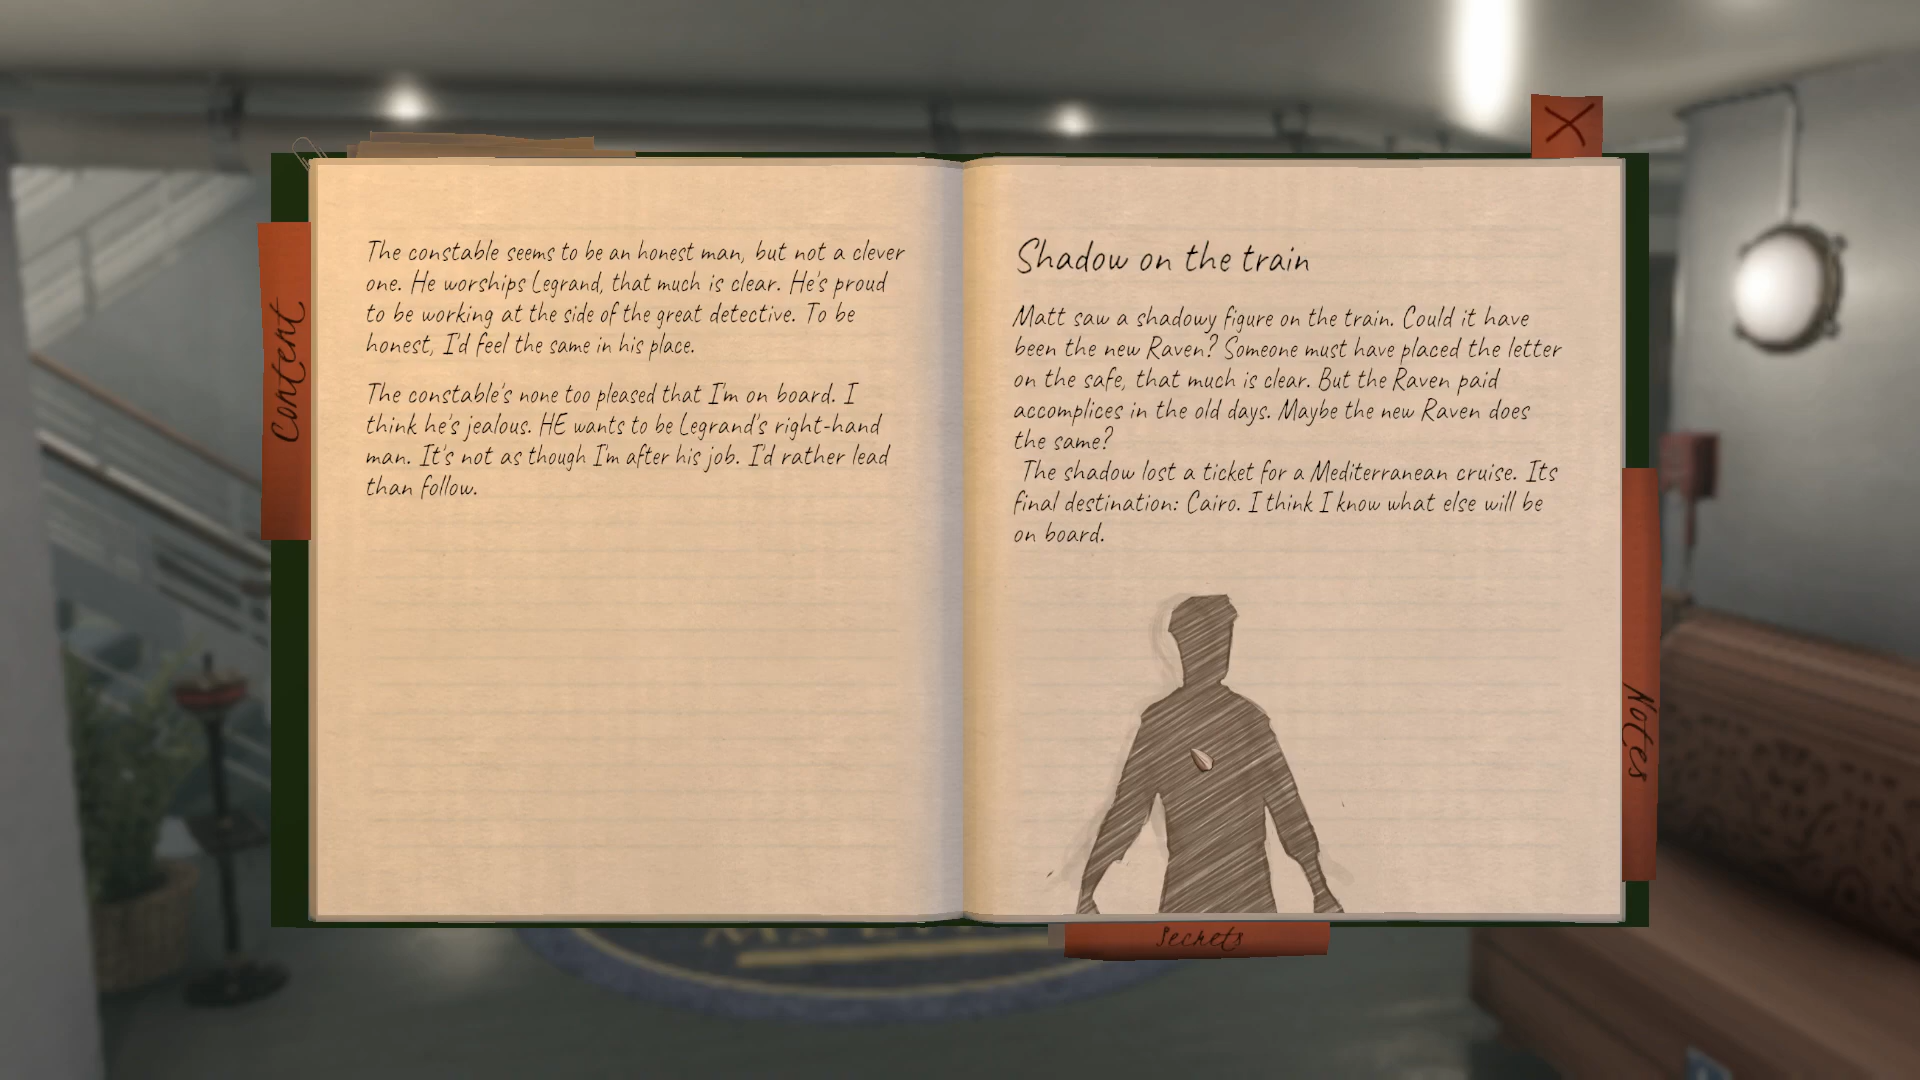 The constable seems to be an honest man, but not a clever
one. He worships Legrand, that much is clear. He's proud
to be working at the side of the great detective. To be
honest, I'd feel the same in his place.
The constable's none too pleased that I'm on board. I
think he's jealous. HE wants to be Legrand's right-hand
man. It's not as though I'm after his job. I'd rather lead
than follow.
Shadow on the train
Matt saw a shadowy figure on the train. Could it have
been the new Raven? Someone must have placed the letter
on the safe, that much is clear. But the Raven paid
accomplices in the old days. Maybe the new Raven does
the same?
The shadow lost a ticket for a Mediterranean cruise. Its
final destination: Cairo. I think I know what else will be
on board.
Content
Notes
Secrets